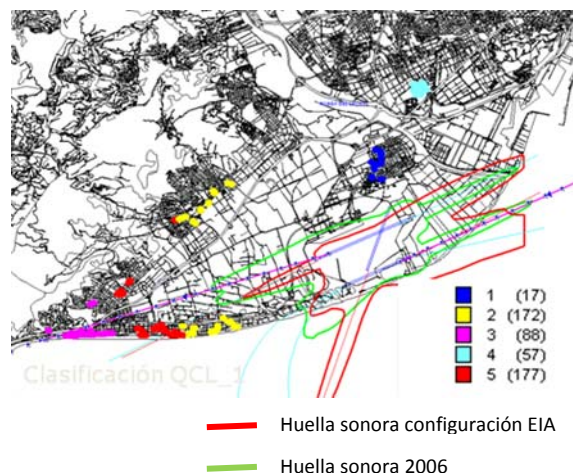 1 (17)
2 (172)
3 (88)
4 (57)
5 (177)
Clasificación QCL_1
Huella sonora configuración EIA
Huella sonora 2006